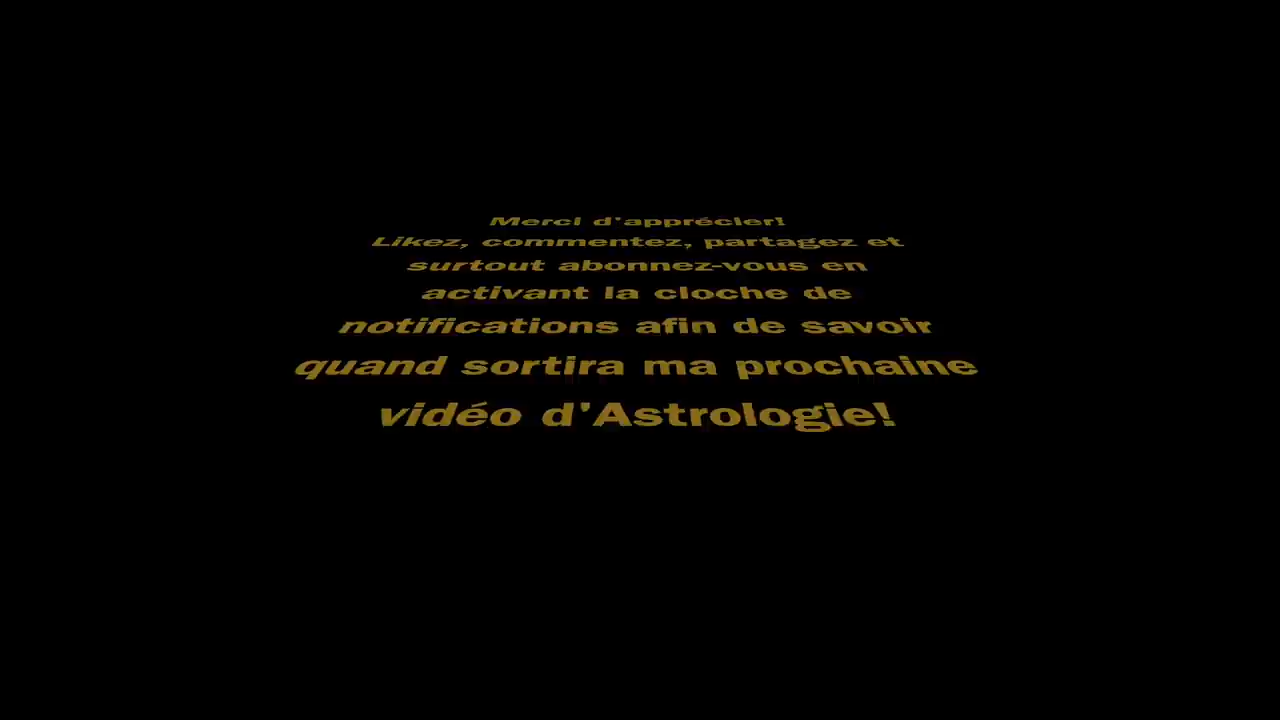 Merci d'apprécier!
Likez, commentez, partagez et
surtout abonnez-vous en
activant la cloche de
notifications afin de savoir
quand sortira ma prochaine
vidéo d'Astrologie!